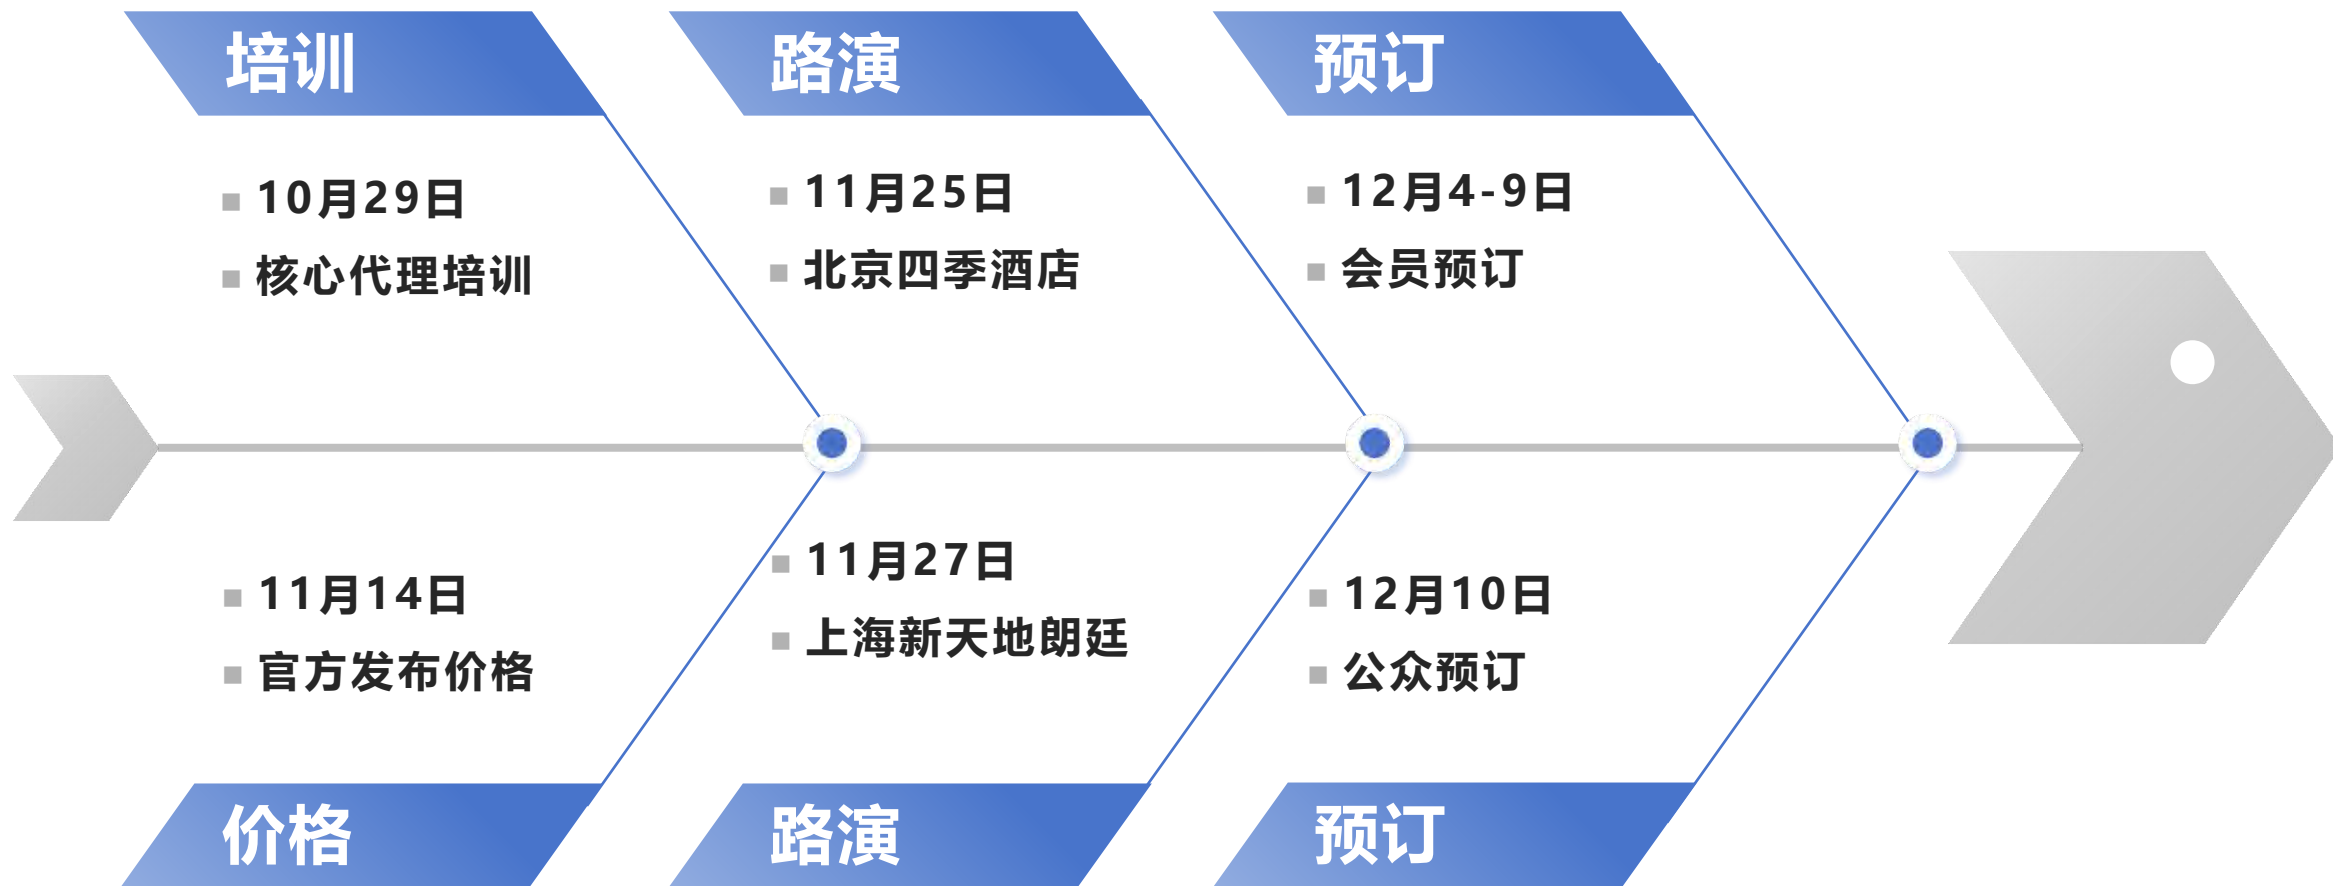 培训
路演
预订
10月29日
核心代理培训
11月25日
北京四季酒店
12月4-9日
会员预订
11月14日
官方发布价格
11月27日
上海新天地朗廷
12月10日
公众预订
价格
路演
预订